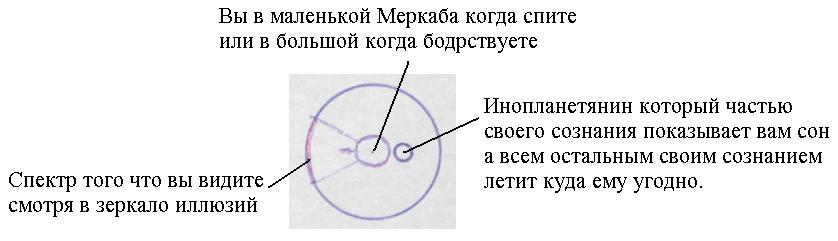 Вы в маленькой Меркаба когда спите
или в большой когда бодрствуете
Инопланетянин который частью
своего сознания показывает вам сон
а всем остальным своим сознанием
летит куда ему угодно.
Спектр того что вы видите
смотря в зеркало иллюзий